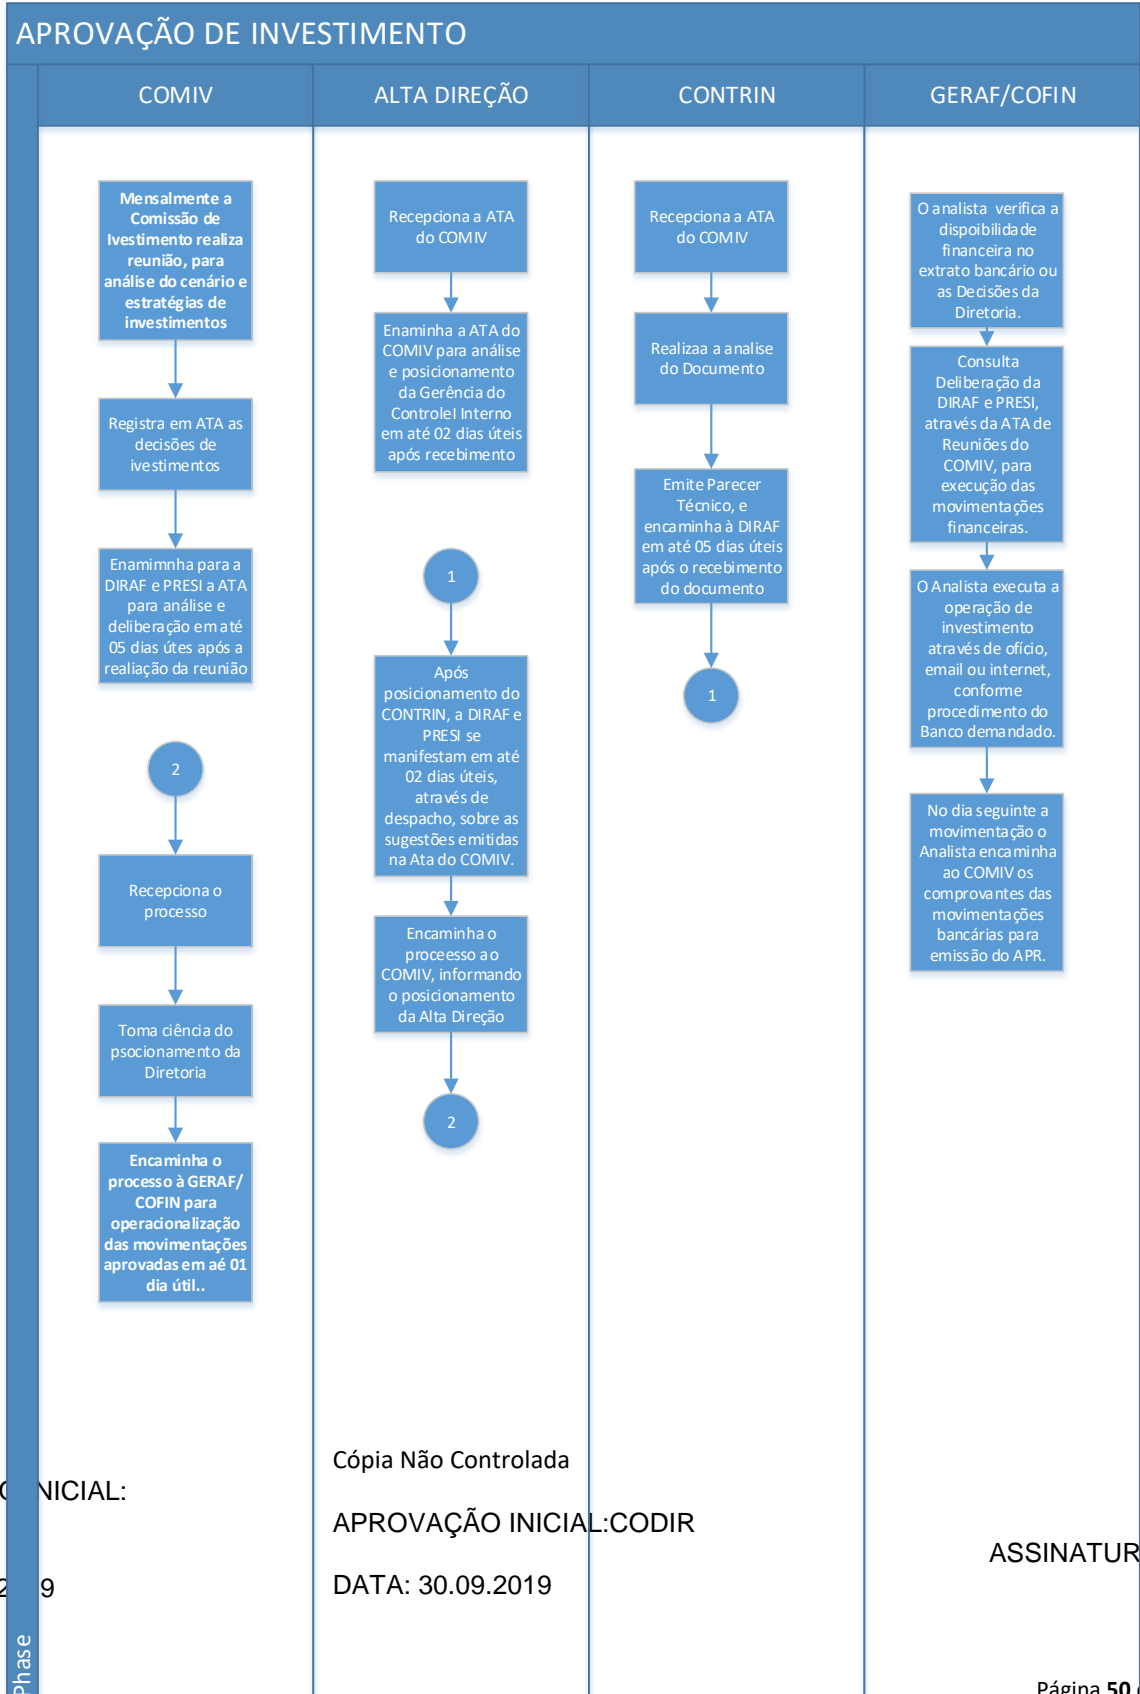 APROVAÇÃO DE INVESTIMENTO
COMIV
ALTA DIREÇÃO
CONTRIN
GERAF/COFIN
Mensalmente a
Comissão de
Ivestimento realiza
reunião, para
análise do cenário e
estratégias de
investimentos
Registra em ATA as
decisões de
ivestimentos
Enamimnha para a
DIRAF e PRESI a ATA
para análise e
deliberação em até
05 dias útes após a
realiação da reunião
2
Recepciona o
processo
Toma ciência do
psocionamento da
Diretoria
Encaminha o
processo à GERAF/
COFIN para
operacionalização
das movimentações
aprovadas em aé 01
dia útil..
Recepciona a ATA
do COMIV
Enaminha a ATA do
COMIV para análise
e posicionamento
da Gerência do
Controlel Interno
em até 02 dias úteis
após recebimento
1
Após
posicionamento do
CONTRIN, a DIRAF e
PRESI se
manifestam em até
02 dias úteis,
através de
despacho, sobre as
sugestões emitidas
na Ata do COMIV.
Encaminha o
proceesso ao
COMIV, informando
o posicionamento
da Alta Direção
2
Recepciona a ATA
do COMIV
Realizaa a analise
do Documento
Emite Parecer
Técnico, e
encaminha à DIRAF
em até 05 dias úteis
após o recebimento
do documento
1
O analista verifica a
dispoibilidade
financeira no
extrato bancário ou
as Decisões da
Diretoria.
Consulta
Deliberação da
DIRAF e PRESI,
através da ATA de
Reuniões do
COMIV, para
execução das
movimentações
financeiras.
O Analista executa a
operação de
investimento
através de ofício,
email ou internet,
conforme
procedimento do
Banco demandado.
No dia seguinte a
movimentação o
Analista encaminha
ao COMIV os
comprovantes das
movimentações
bancárias para
emissão do APR.
Cópia Não Controlada
NICIAL:
APROVAÇÃO INICIAL:CODIR
ASSINATUR
9
DATA: 30.09.2019
Phase
Página 50